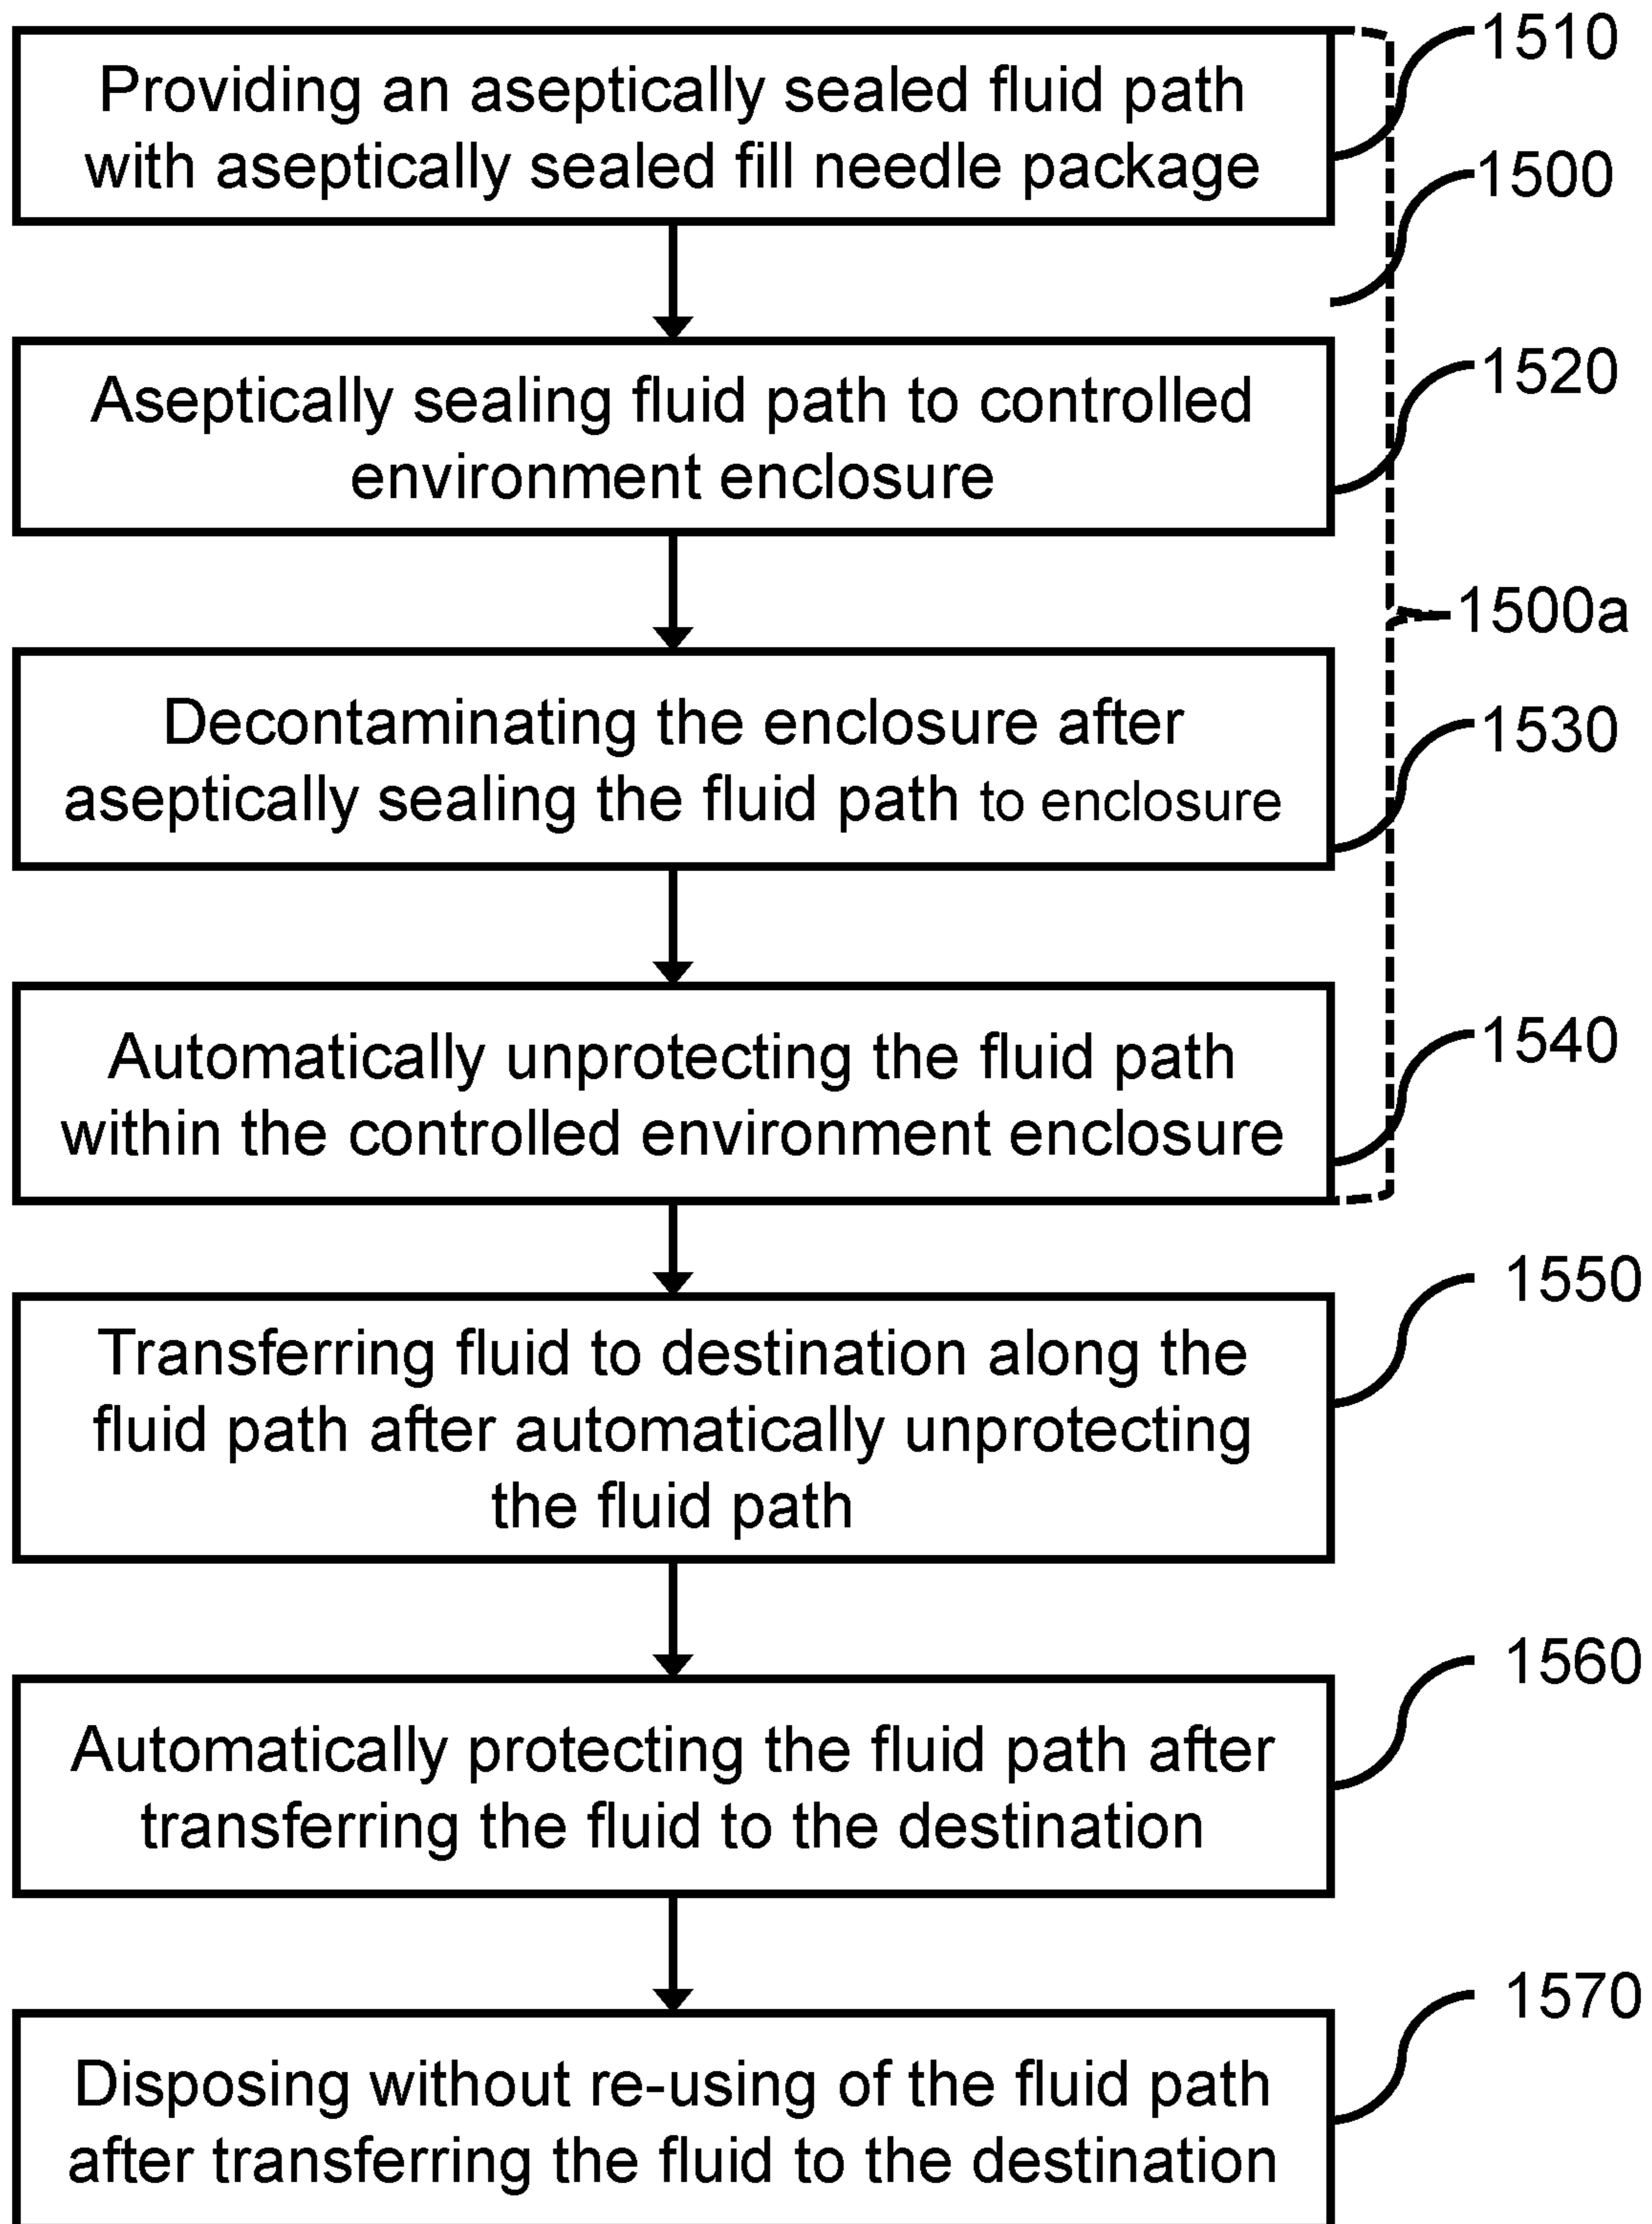 Providing an aseptically sealed fluid path
with aseptically sealed fill needle package
1510
1500
Aseptically sealing fluid path to controlled
environment enclosure
1520
1500a
Decontaminating the enclosure after
aseptically sealing the fluid path to enclosure
1530
Automatically unprotecting the fluid path
within the controlled environment enclosure
1540
Transferring fluid to destination along the
fluid path after automatically unprotecting
the fluid path
1550
Automatically protecting the fluid path after
transferring the fluid to the destination
1560
Disposing without re-using of the fluid path
after transferring the fluid to the destination
1570